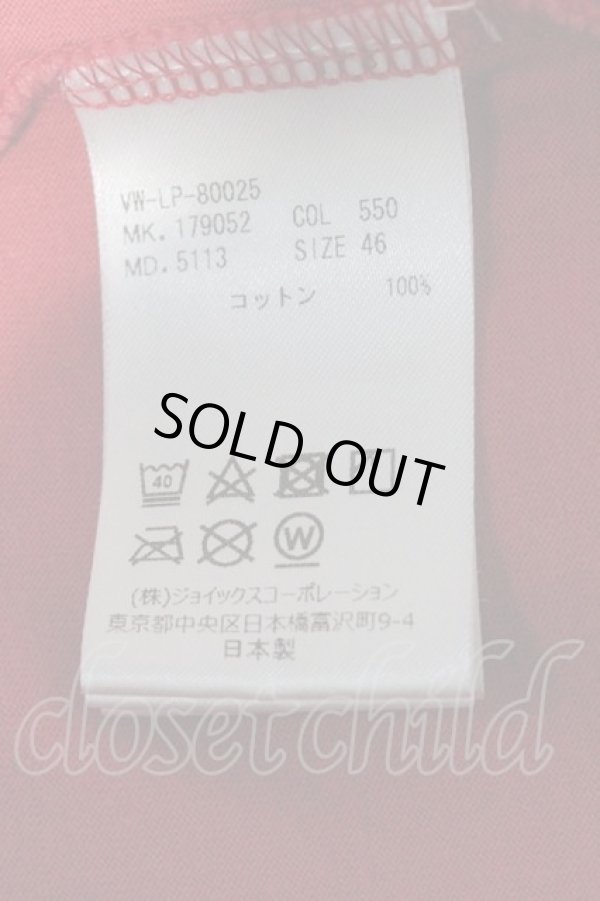 VW-LP-80025
MK. 179052 COL 550
MD. 5113 SIZE 46
コットン 100%
SOLD OUT
40
W
(株)ジョイックスコーポレーション
東京都中央区日本橋富沢町9-4
日本製
closetchild